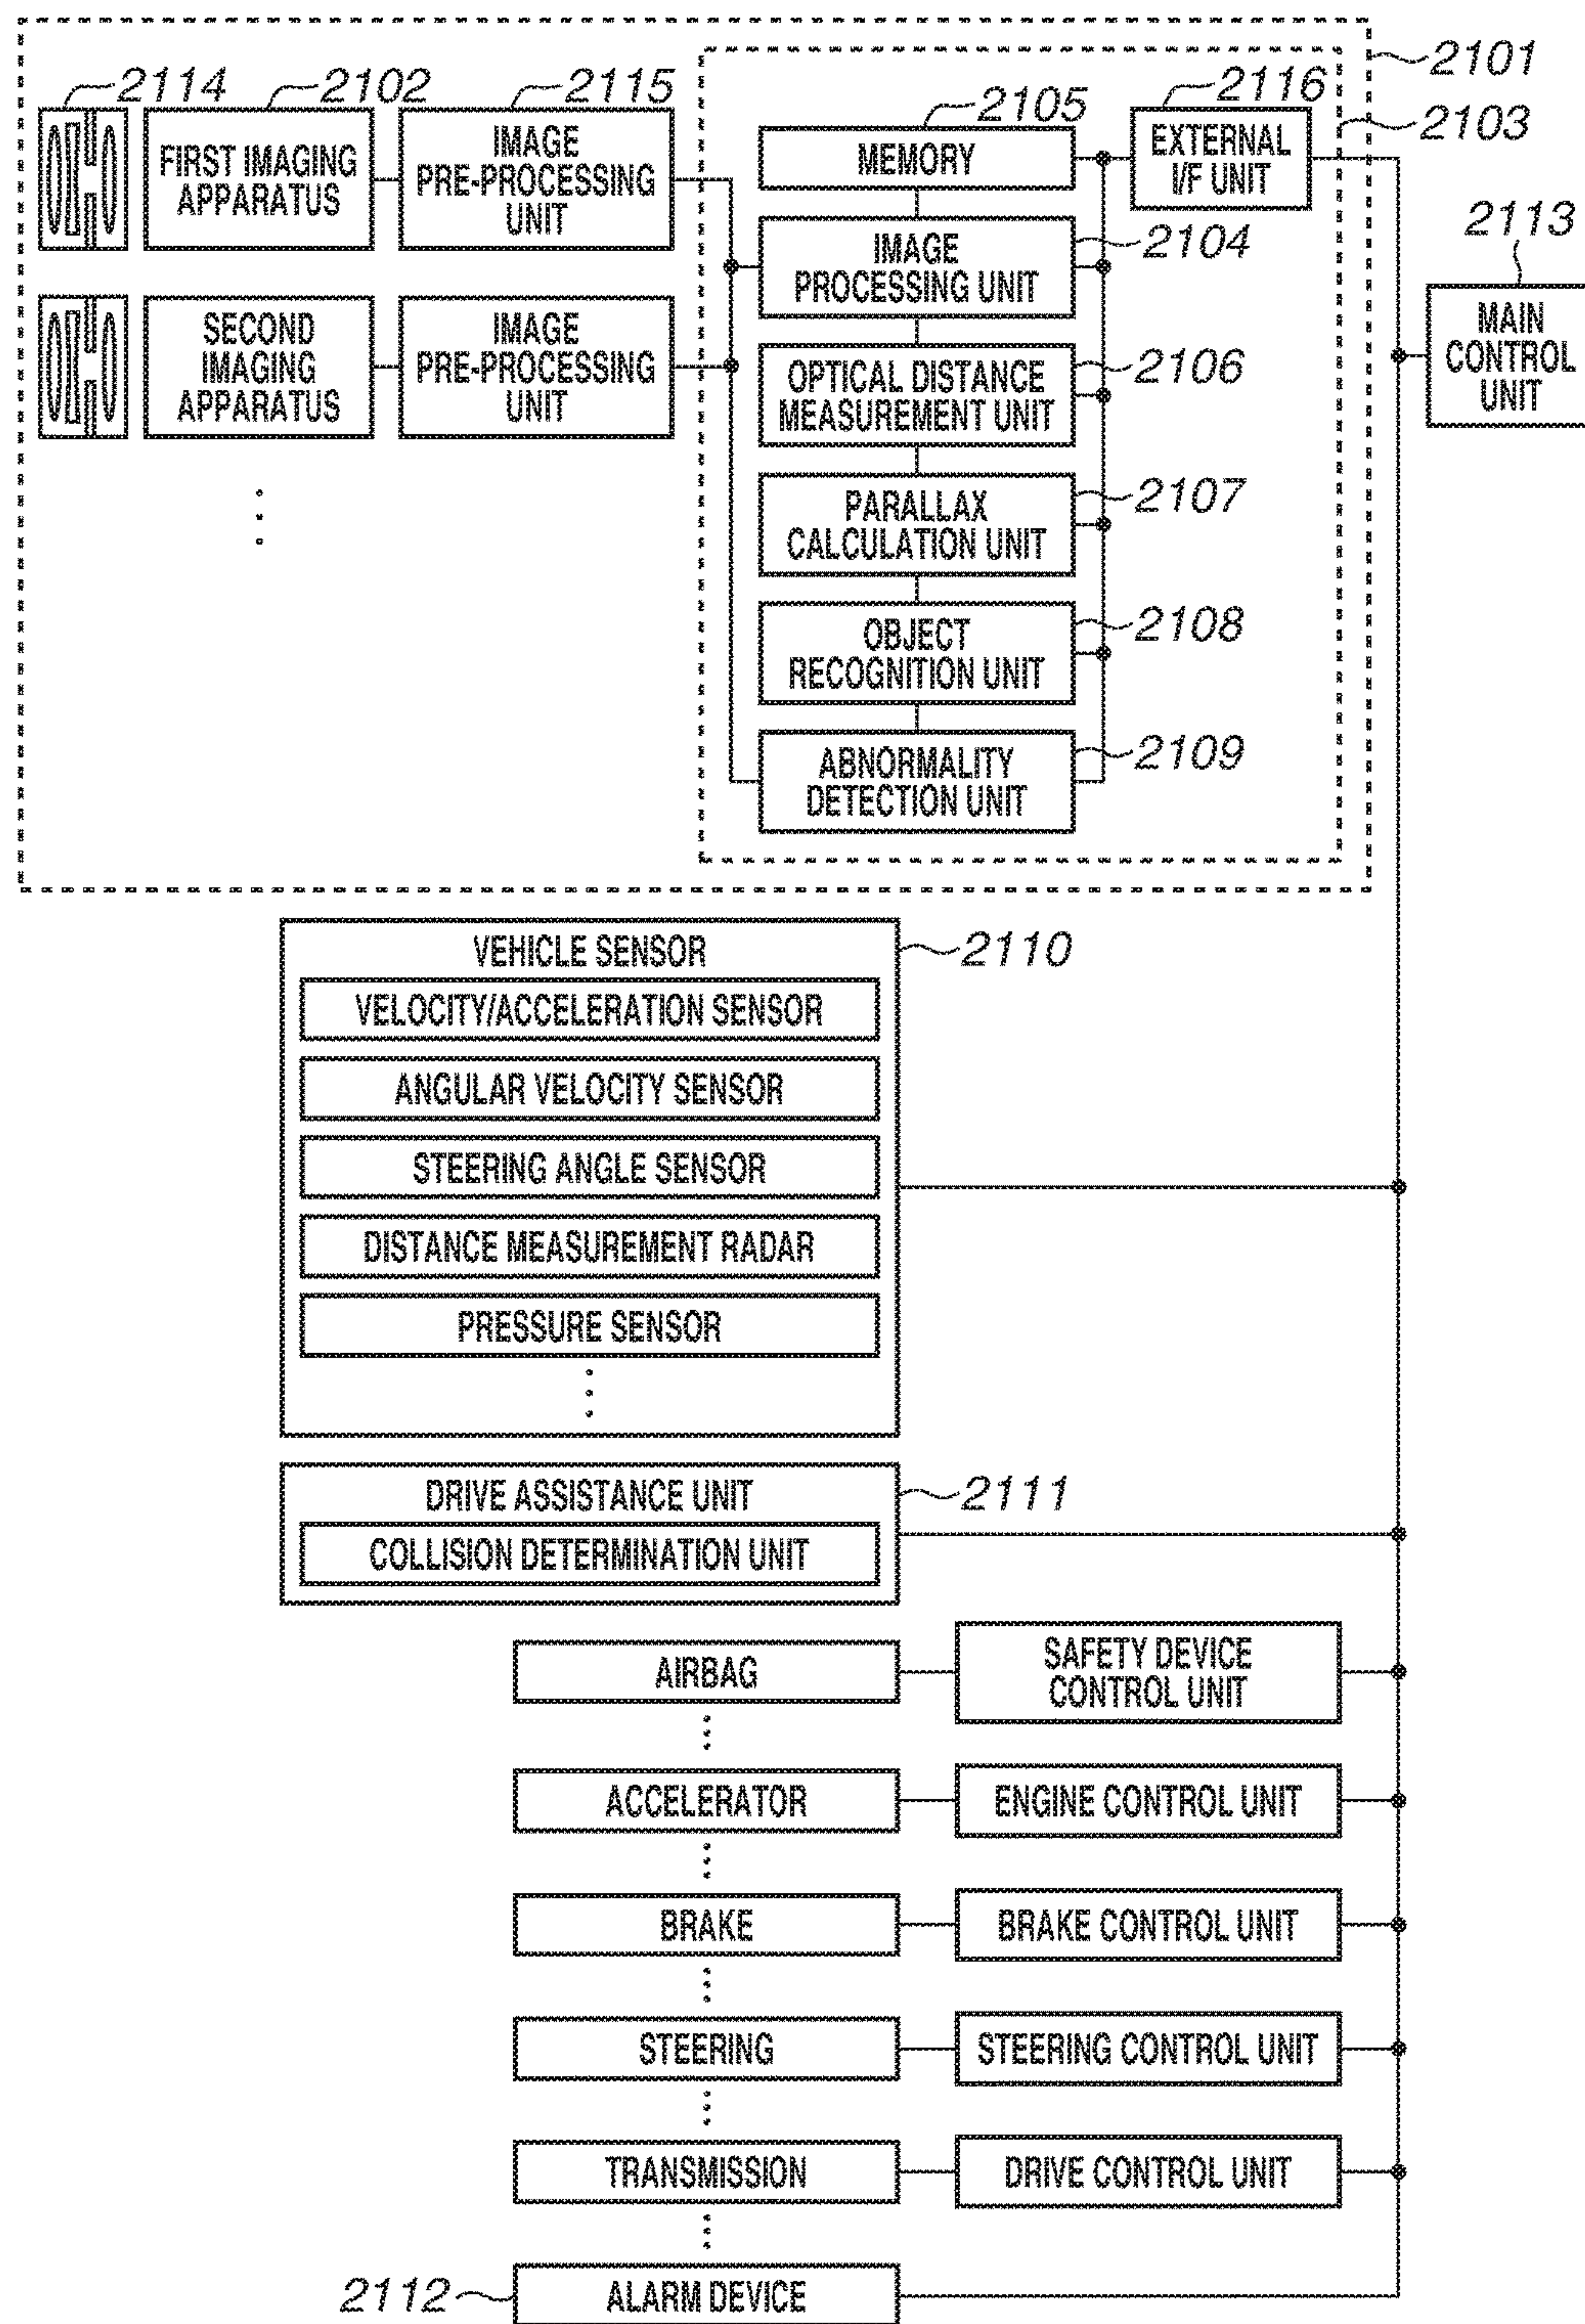 2101
2114
2102
2115
2116
2103
2105
FIRST IMAGING
APPARATUS
IMAGE
PRE-PROCESSING
UNIT
MEMORY
EXTERNAL
I/F UNIT
IMAGE
PROCESSING UNIT
2104
2113
MAIN
CONTROL
UNIT
SECOND
IMAGING
APPARATUS
IMAGE
PRE-PROCESSING
UNIT
OPTICAL DISTANCE
MEASUREMENT UNIT
2106
PARALLAX
CALCULATION UNIT
2107
OBJECT
RECOGNITION UNIT
2108
ABNORMALITY
DETECTION UNIT
2109
VEHICLE SENSOR
2110
VELOCITY/ACCELERATION SENSOR
ANGULAR VELOCITY SENSOR
STEERING ANGLE SENSOR
DISTANCE MEASUREMENT RADAR
PRESSURE SENSOR
DRIVE ASSISTANCE UNIT
2111
COLLISION DETERMINATION UNIT
AIRBAG
SAFETY DEVICE
CONTROL UNIT
ACCELERATOR
ENGINE CONTROL UNIT
BRAKE
BRAKE CONTROL UNIT
STEERING
STEERING CONTROL UNIT
TRANSMISSION
DRIVE CONTROL UNIT
2112
ALARM DEVICE